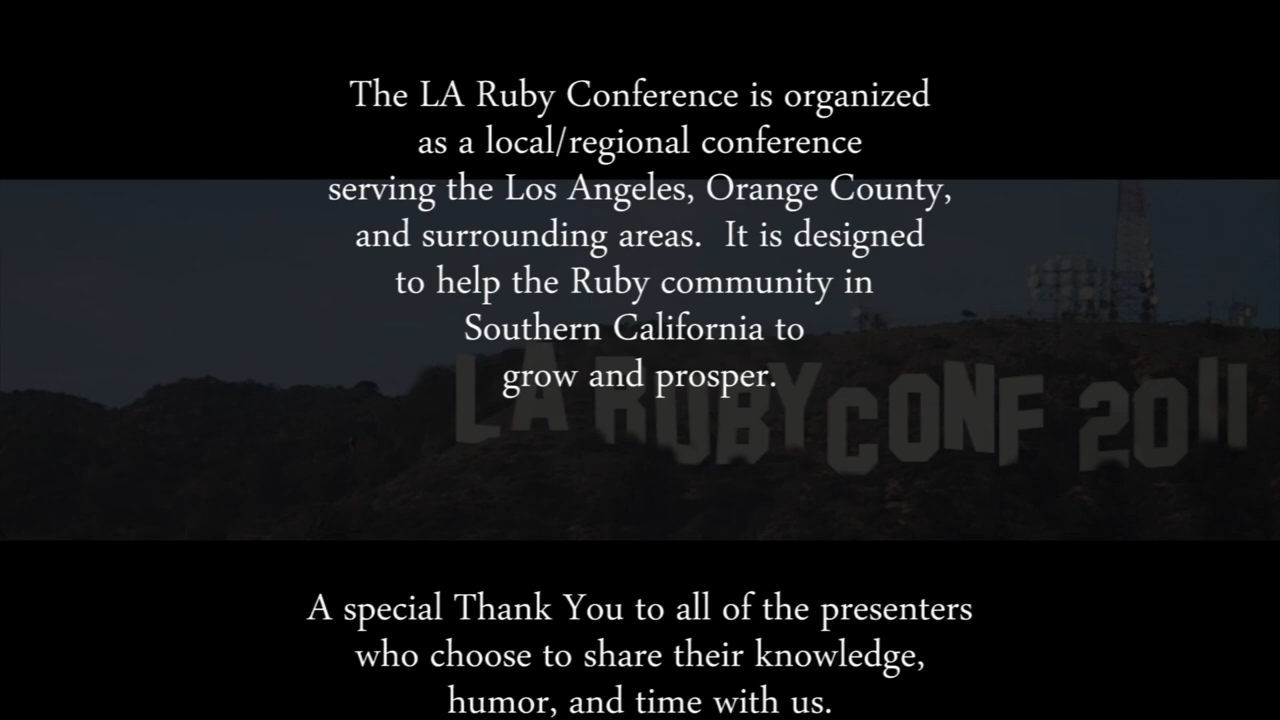 The LA Ruby Conference is organized
as a local/regional conference
serving the Los Angeles, Orange County,
and surrounding areas.  It is designed
to help the Ruby community in
Southern California to
grow and prosper.
LA RUBYCONF 2011
A special Thank You to all of the presenters
who choose to share their knowledge,
humor, and time with us.